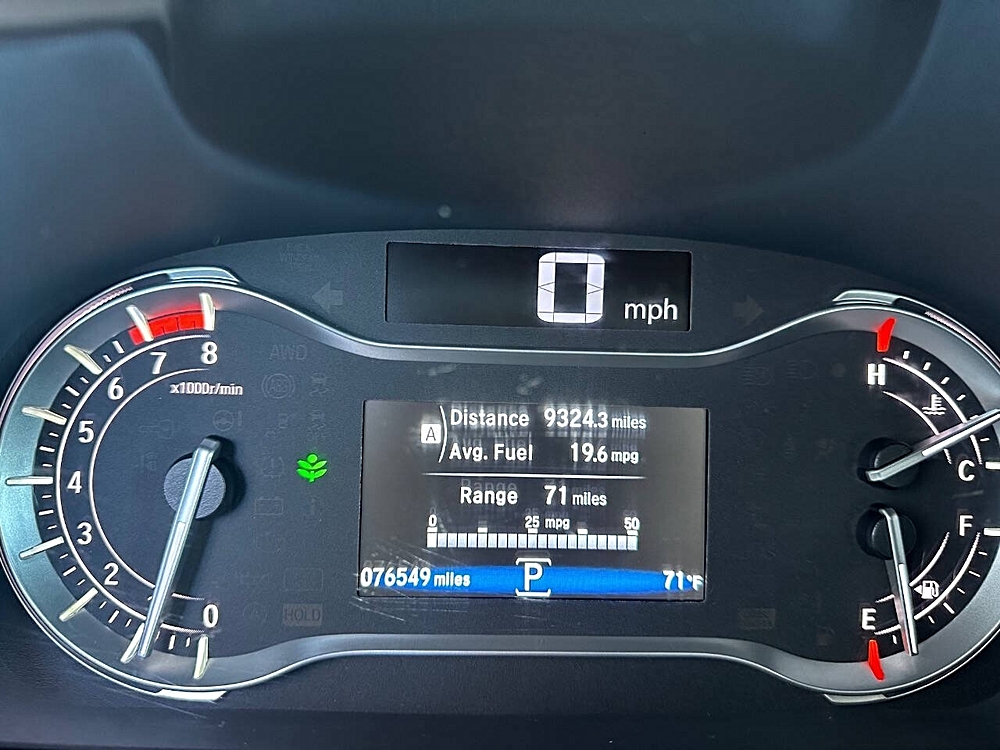 0 mph
8
7
6
5
4
3
2
0
x1000r/min
AWD
A Distance 9324.3 miles
Avg. Fuel 19.6 mpg
Range 71 miles
0 25 mpg 50
076549 miles P 71°F
HOLD
H
C
F
E